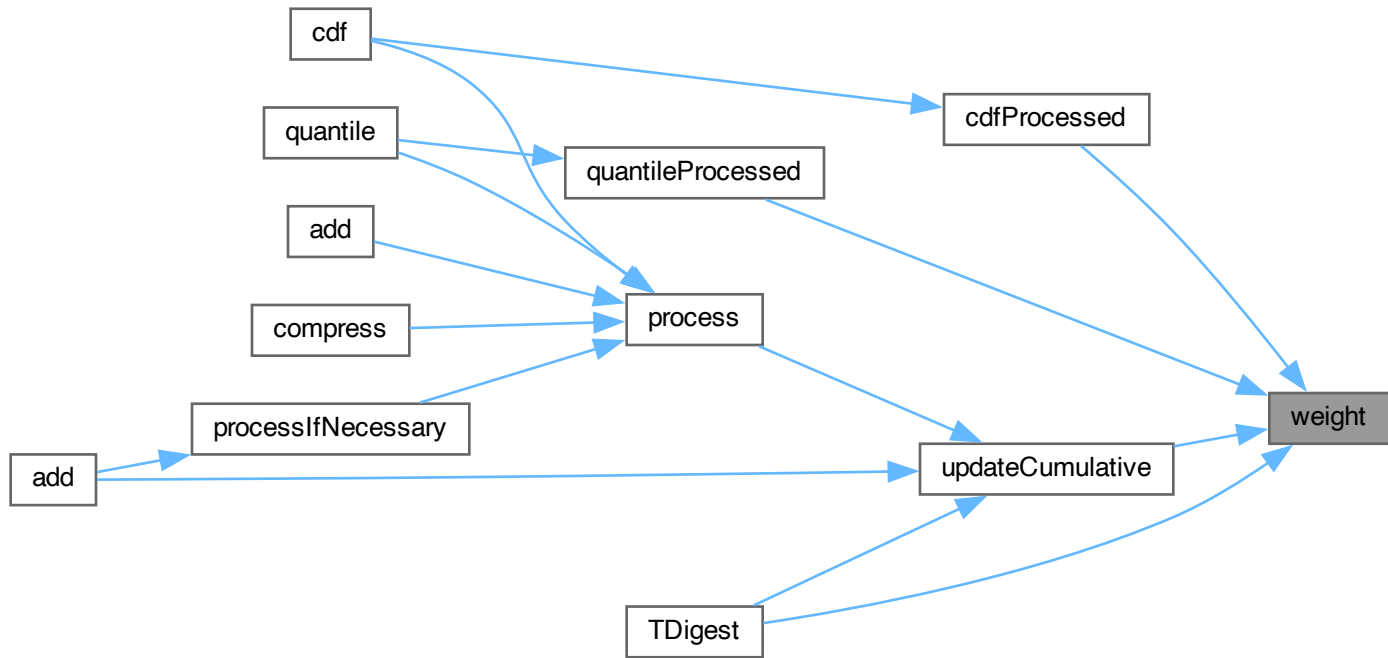 cdf
cdfProcessed
quantile
quantileProcessed
add
process
compress
weight
processIfNecessary
updateCumulative
add
TDigest